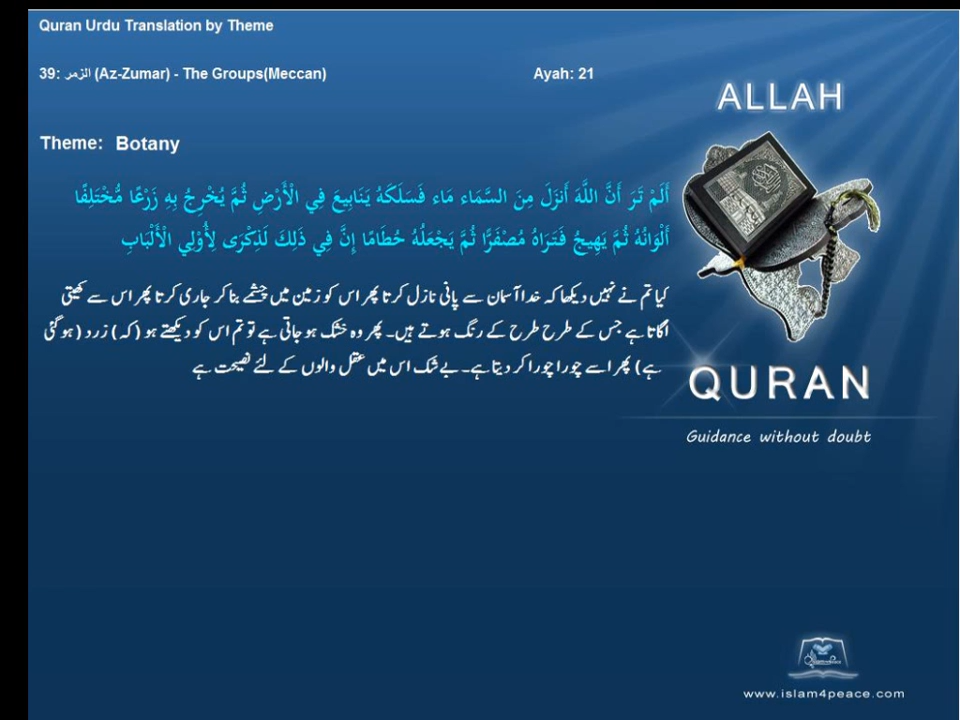 Quran Urdu Translation by Theme
39: الزمر (Az-Zumar) - The Groups(Meccan) Ayah: 21
ALLAH
Theme: Botany
أَلَمْ تَرَ أَنَّ اللَّهَ أَنزَلَ مِنَ السَّمَاء مَاء فَسَلَكَهُ يَنَابِيعَ فِي الْأَرْضِ ثُمَّ يُخْرِجُ بِهِ زَرْعًا مُّخْتَلِفًا
أَلْوَانُهُ ثُمَّ يَهِيجُ فَتَرَاهُ مُصْفَرًّا ثُمَّ يَجْعَلُهُ حُطَامًا إِنَّ فِي ذَلِكَ لَذِكْرَى لِأُوْلِي الْأَلْبَابِ
کیا تم نے نہیں دیکھا کہ خدا آسمان سے پانی نازل کرتا پھر اس کو زمین میں چشمے بنا کر جاری کرتا پھر اس سے کھیتی
اُگاتا ہے جس کے طرح طرح کے رنگ ہوتے ہیں۔ پھر وہ خشک ہو جاتی ہے تو تم اس کو دیکھتے ہو (کہ) زرد (ہو گئی
ہے) پھر اسے چورا چورا کر دیتا ہے۔ بے شک اس میں عقل والوں کے لئے نصیحت ہے
QURAN
Guidance without doubt
www.islam4peace.com